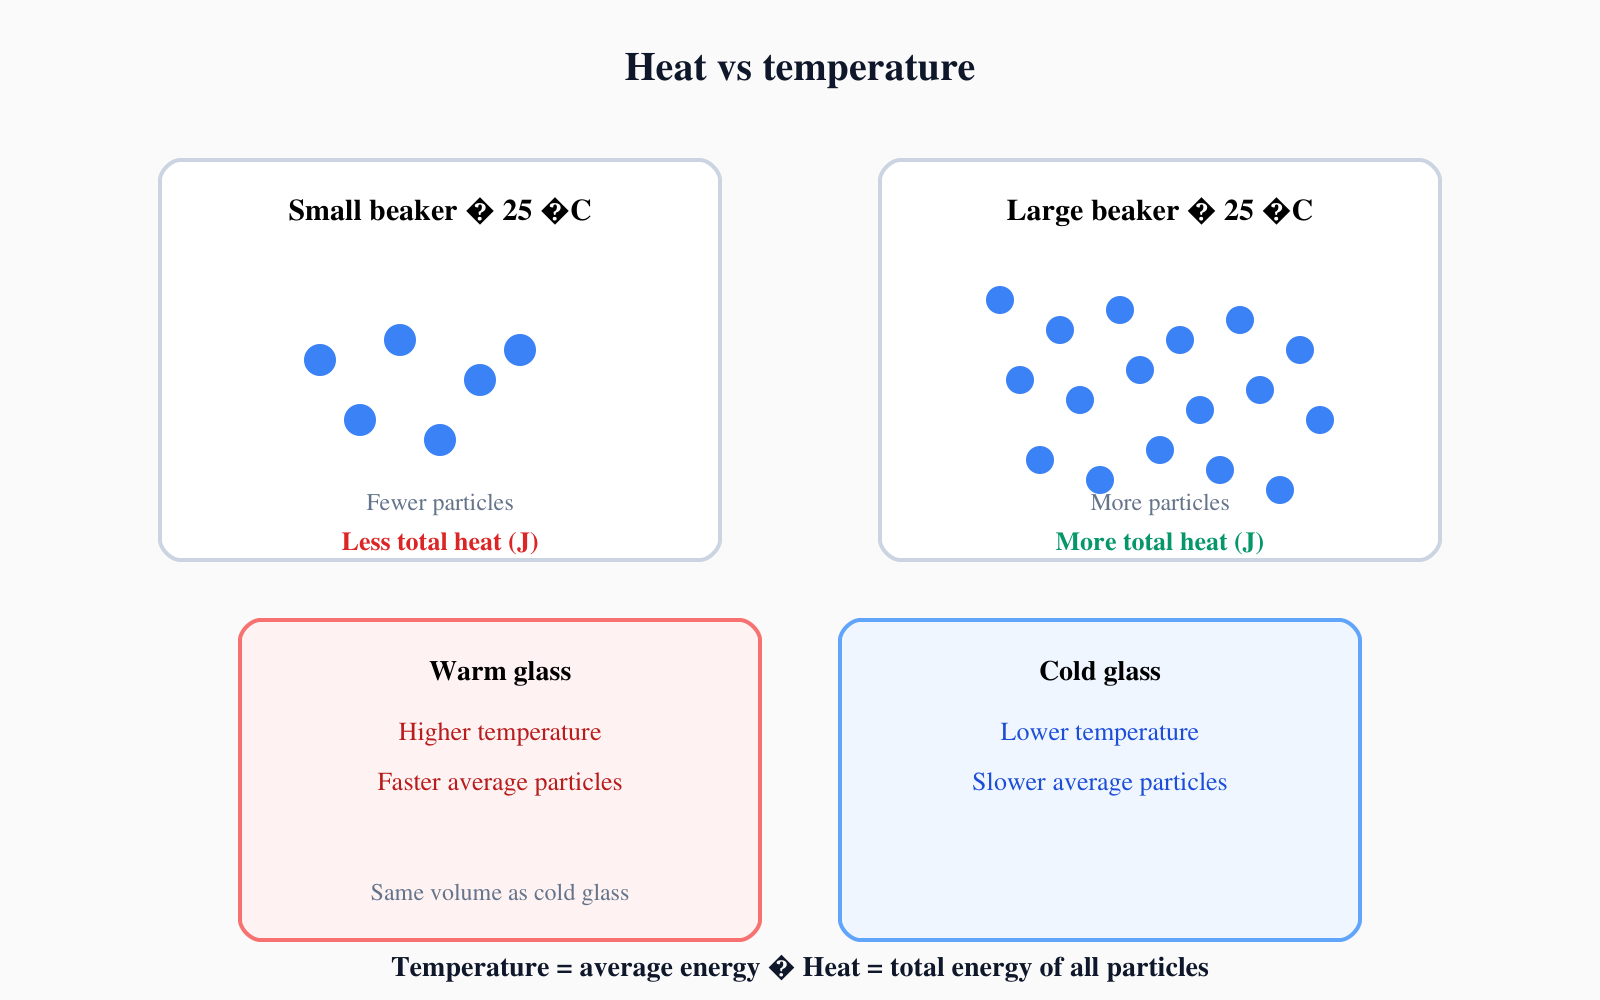 Heat vs temperature
Small beaker � 25 �C
Large beaker � 25 �C
Fewer particles
Less total heat (J)
More particles
More total heat (J)
Warm glass
Higher temperature
Faster average particles
Same volume as cold glass
Cold glass
Lower temperature
Slower average particles
Temperature = average energy � Heat = total energy of all particles